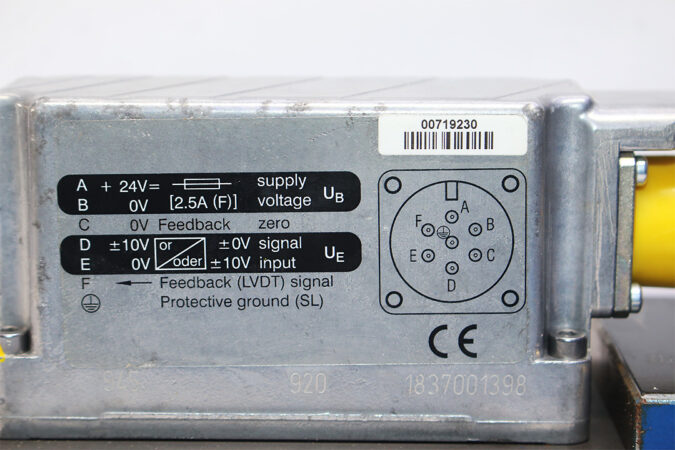 00719230
A + 24V= supply
B 0V [2.5A (F)] voltage UB
C 0V Feedback zero
D ±10V or ±0V signal
E 0V oder ±10V input UE
F ← Feedback (LVDT) signal
Protective ground (SL)
A
F B
E C
D
CE
920 1837001398